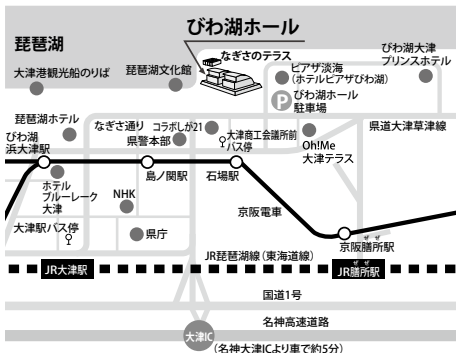 びわ湖ホール
琵琶湖
なぎさのテラス
大津港観光船のりば
琵琶湖文化館
ピアザ淡海
(ホテルピアザびわ湖)
びわ湖大津
プリンスホテル
P
びわ湖ホール
駐車場
琵琶湖ホテル
なぎさ通り
コラボしが21
県警本部
大津商工会議所前
バス停
Oh!Me
大津テラス
県道大津草津線
びわ湖
浜大津駅
島ノ関駅
石場駅
ホテル
ブルーレーク
大津
NHK
大津駅バス停
県庁
京阪電車
ぜぜ
京阪膳所駅
JR琵琶湖線(東海道線)
JR大津駅
ぜぜ
JR膳所駅
国道1号
名神高速道路
大津IC
(名神大津ICより車で約5分)